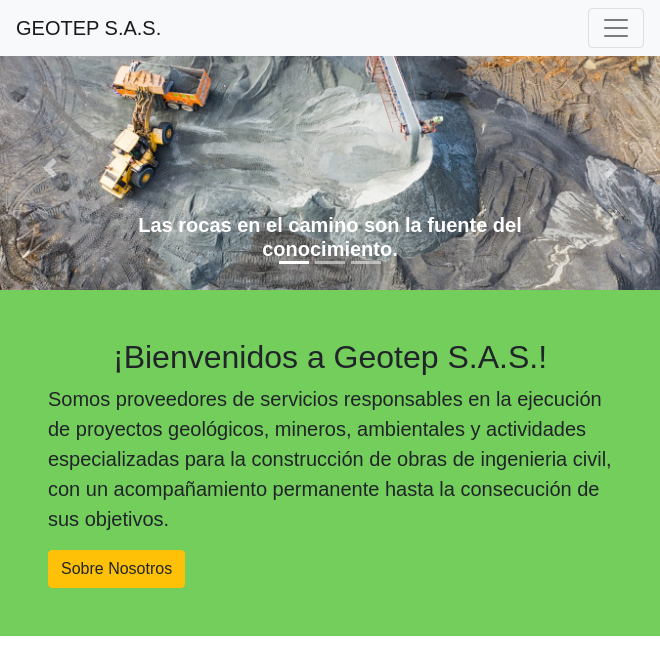 GEOTEP S.A.S.
Las rocas en el camino son la fuente del
conocimiento.
¡Bienvenidos a Geotep S.A.S.!
Somos proveedores de servicios responsables en la ejecución
de proyectos geológicos, mineros, ambientales y actividades
especializadas para la construcción de obras de ingenieria civil,
con un acompañamiento permanente hasta la consecución de
sus objetivos.
Sobre Nosotros